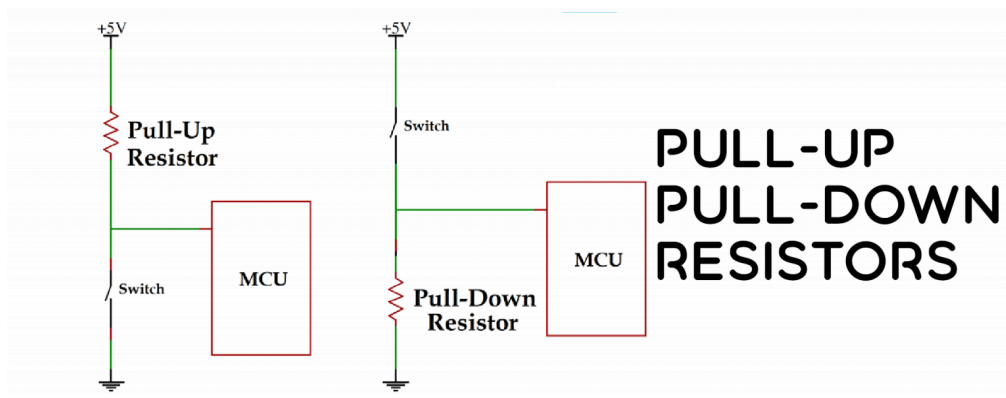 +5V
Pull-Up
Resistor
Switch
MCU
+5V
Switch
MCU
Pull-Down
Resistor
PULL-UP
PULL-DOWN
RESISTORS